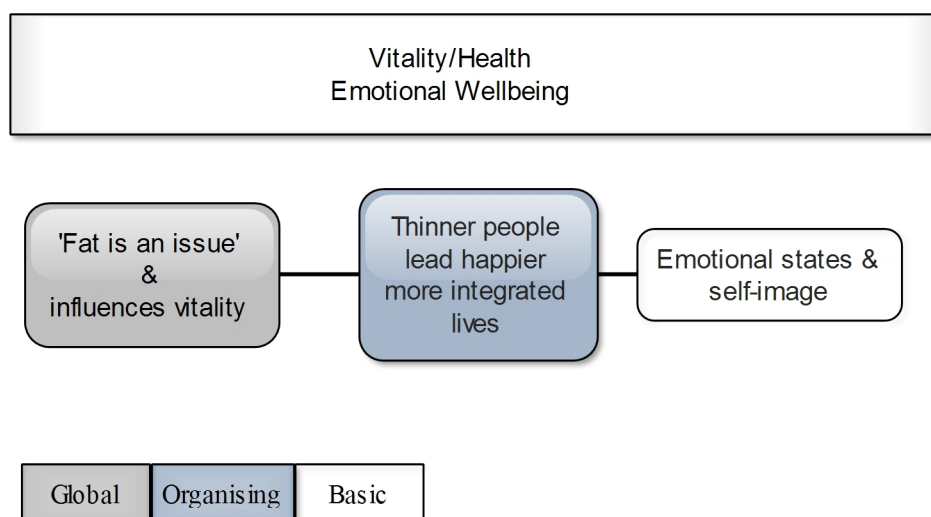 Vitality/Health
Emotional Wellbeing
'Fat is an issue'
&
influences vitality
Thinner people
lead happier
more integrated
lives
Emotional states &
self-image
Global
Organising
Basic